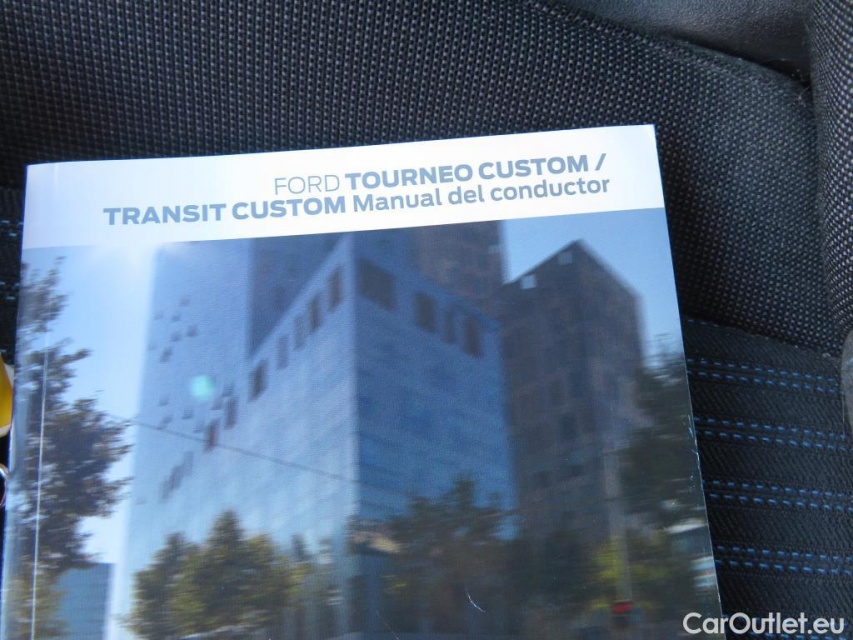 FORD TOURNEO CUSTOM /
TRANSIT CUSTOM Manual del conductor
CarOutlet.eu